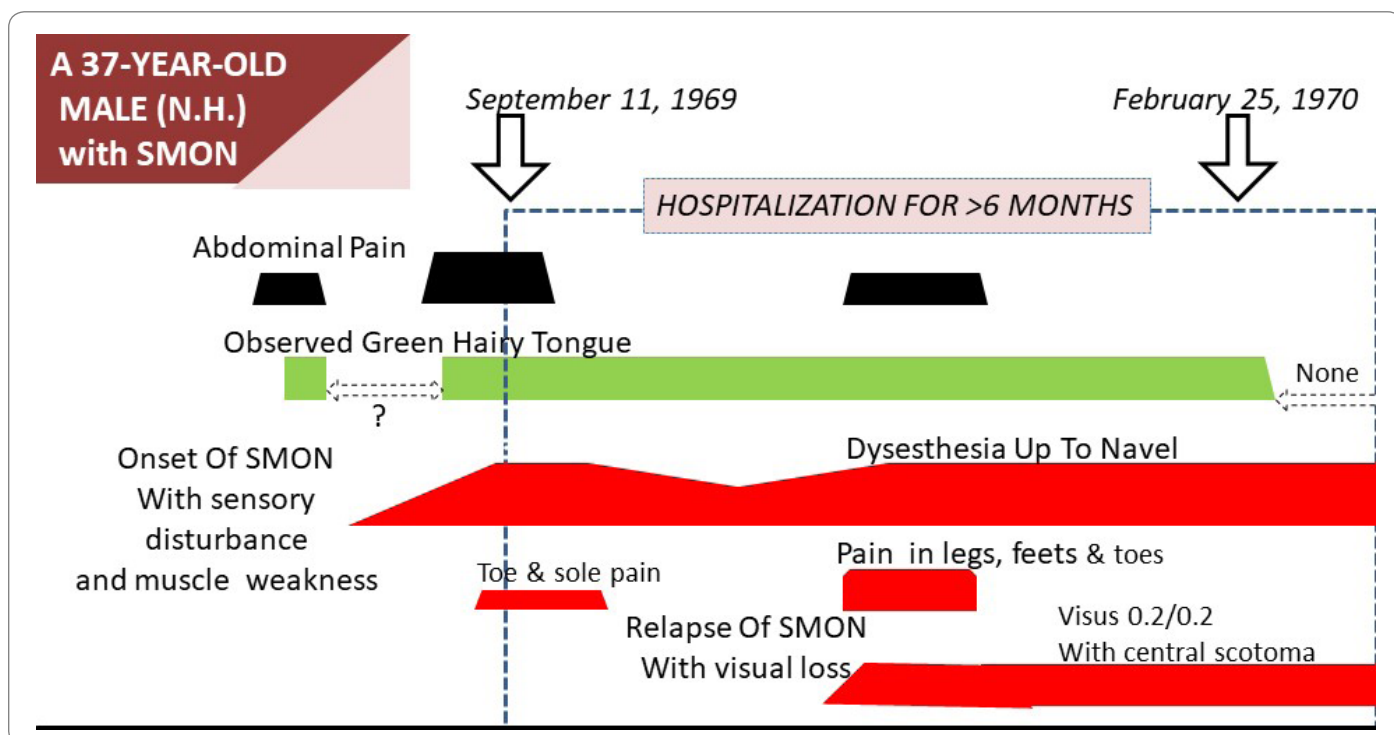 A 37-YEAR-OLD
MALE (N.H.)
with SMON
September 11, 1969
February 25, 1970
HOSPITALIZATION FOR >6 MONTHS
Abdominal Pain
Observed Green Hairy Tongue
None
?
Onset Of SMON
With sensory
disturbance
and muscle weakness
Dysesthesia Up To Navel
Toe & sole pain
Pain in legs, feets & toes
Relapse Of SMON
With visual loss
Visus 0.2/0.2
With central scotoma